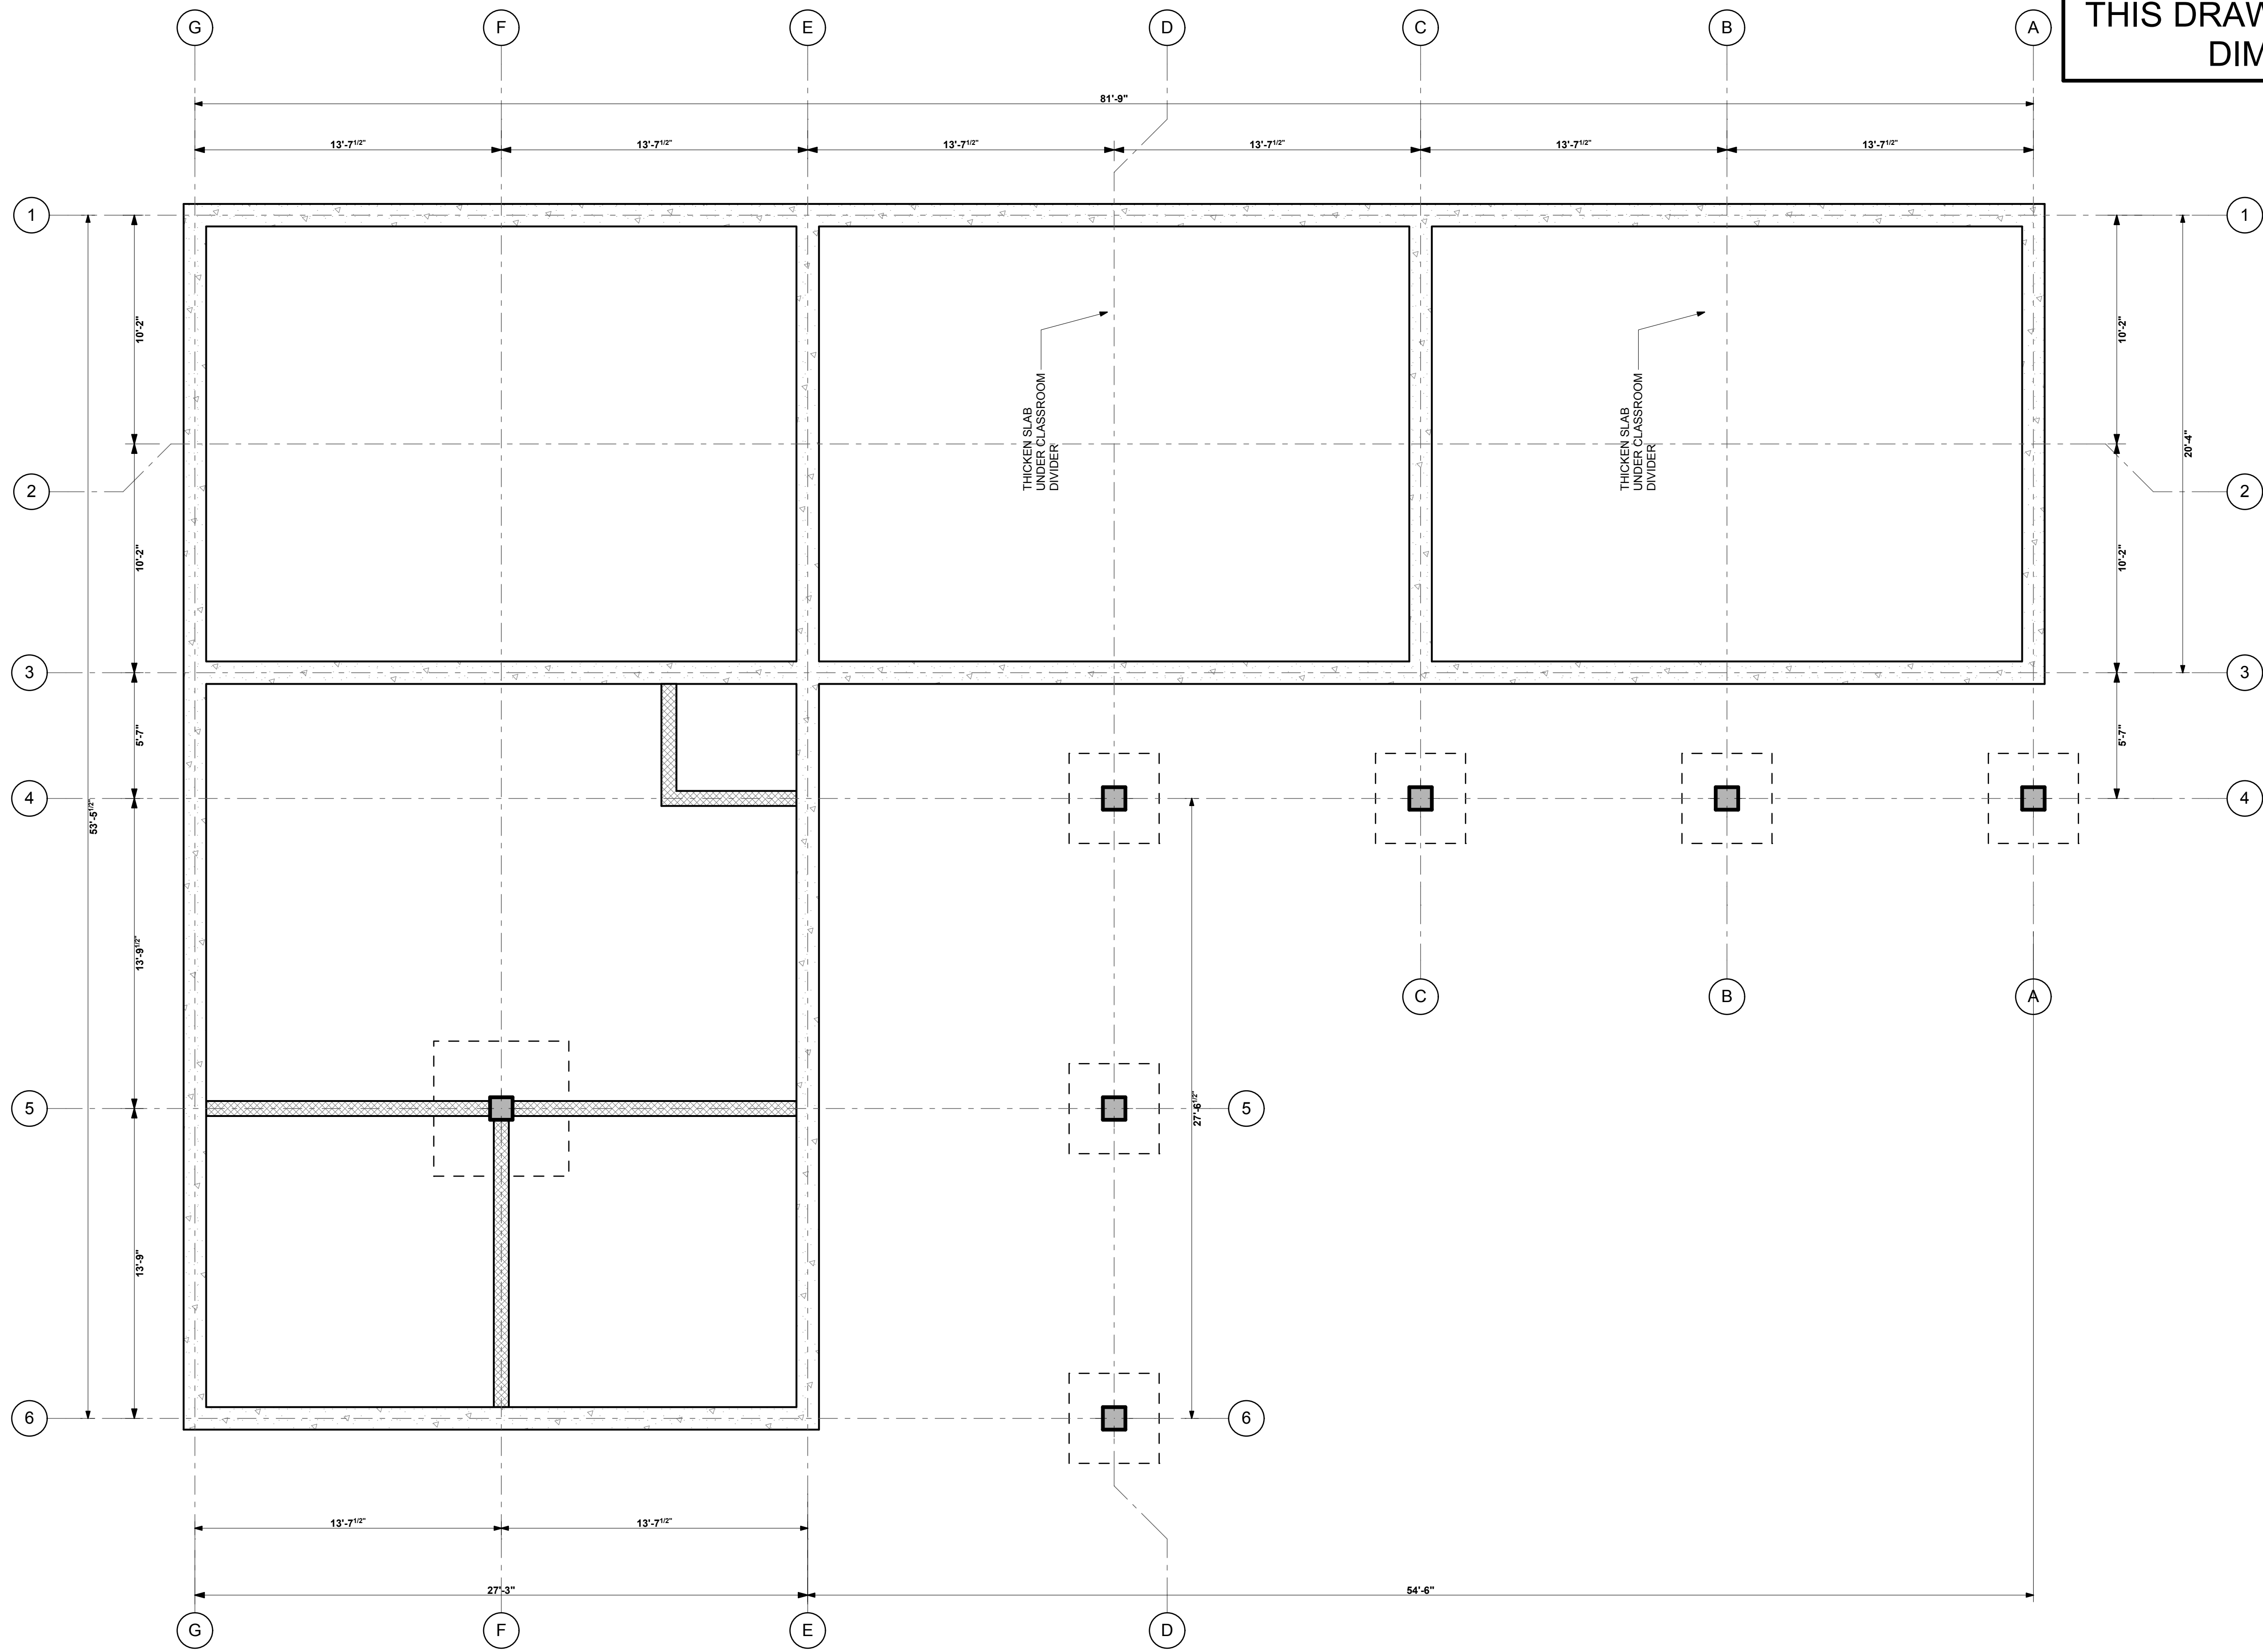 THIS DRAW
DIM
G F E D C B A
81'-9"
13'-7 1/2" 13'-7 1/2" 13'-7 1/2" 13'-7 1/2" 13'-7 1/2" 13'-7 1/2"
1 1
10'-2" 10'-2"
THICKEN SLAB
UNDER CLASSROOM
DIVIDER
THICKEN SLAB
UNDER CLASSROOM
DIVIDER
20'-4"
2 2
10'-2" 10'-2"
3 3
5'-7" 5'-7"
4 4
53'-5 1/2"
13'-9 1/2"
C B A
5 5
27'-6 1/2"
13'-9"
6 6
13'-7 1/2" 13'-7 1/2"
27'-3" 54'-6"
G F E D